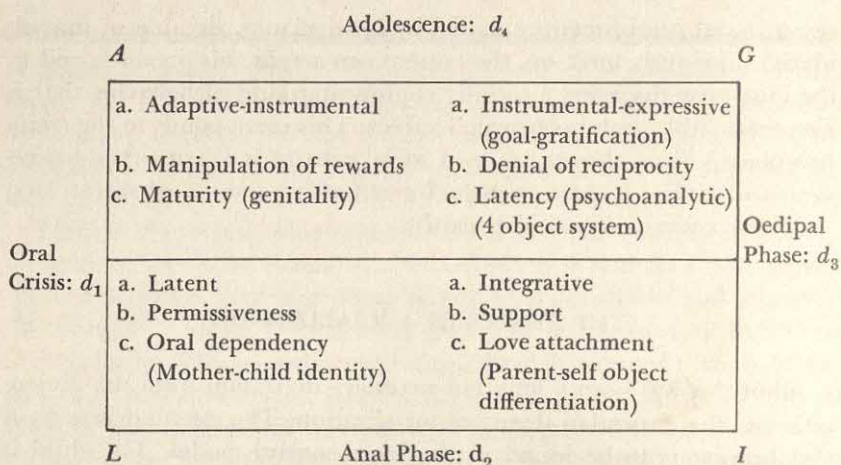 Adolescence: d₄
A G
a. Adaptive-instrumental
b. Manipulation of rewards
c. Maturity (genitality)
a. Instrumental-expressive
(goal-gratification)
b. Denial of reciprocity
c. Latency (psychoanalytic)
(4 object system)
Oral
Crisis: d₁
Oedipal
Phase: d₃
a. Latent
b. Permissiveness
c. Oral dependency
(Mother-child identity)
a. Integrative
b. Support
c. Love attachment
(Parent-self object
differentiation)
L Anal Phase: d₂ I